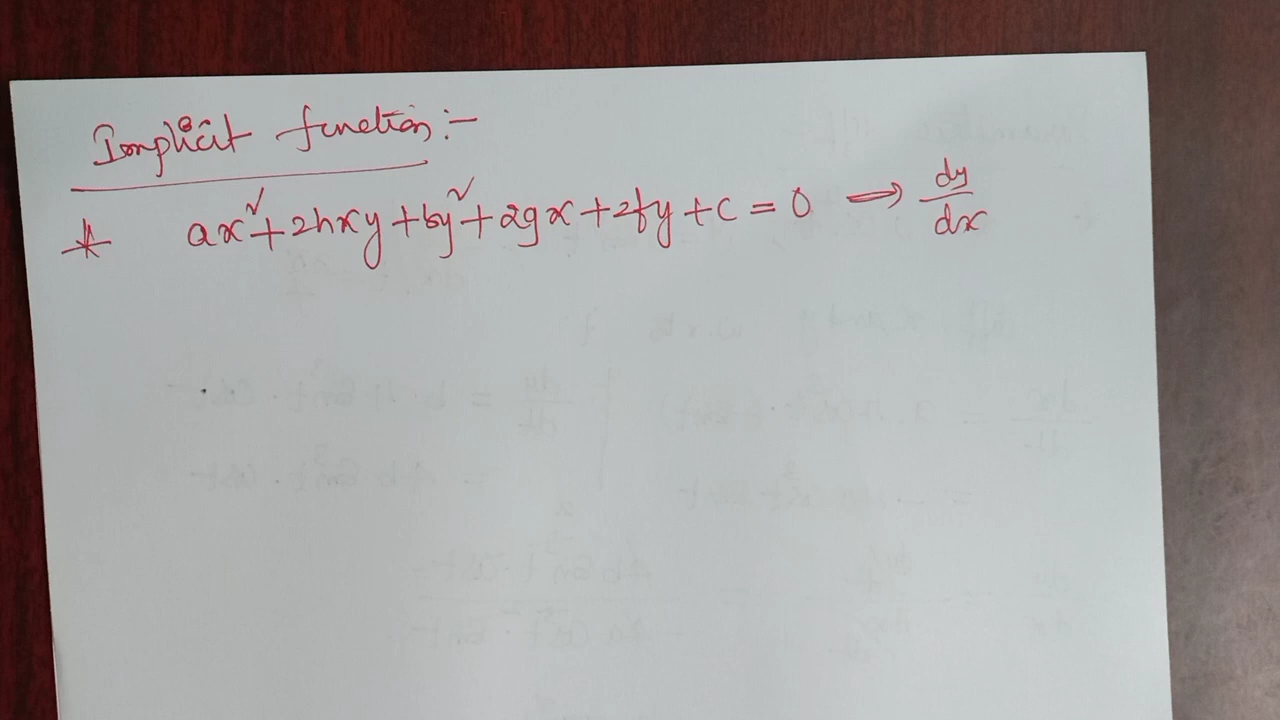 Implicit function:-
* ax²+2hxy+by²+2gx+2fy+c=0 ⇒ dy/dx